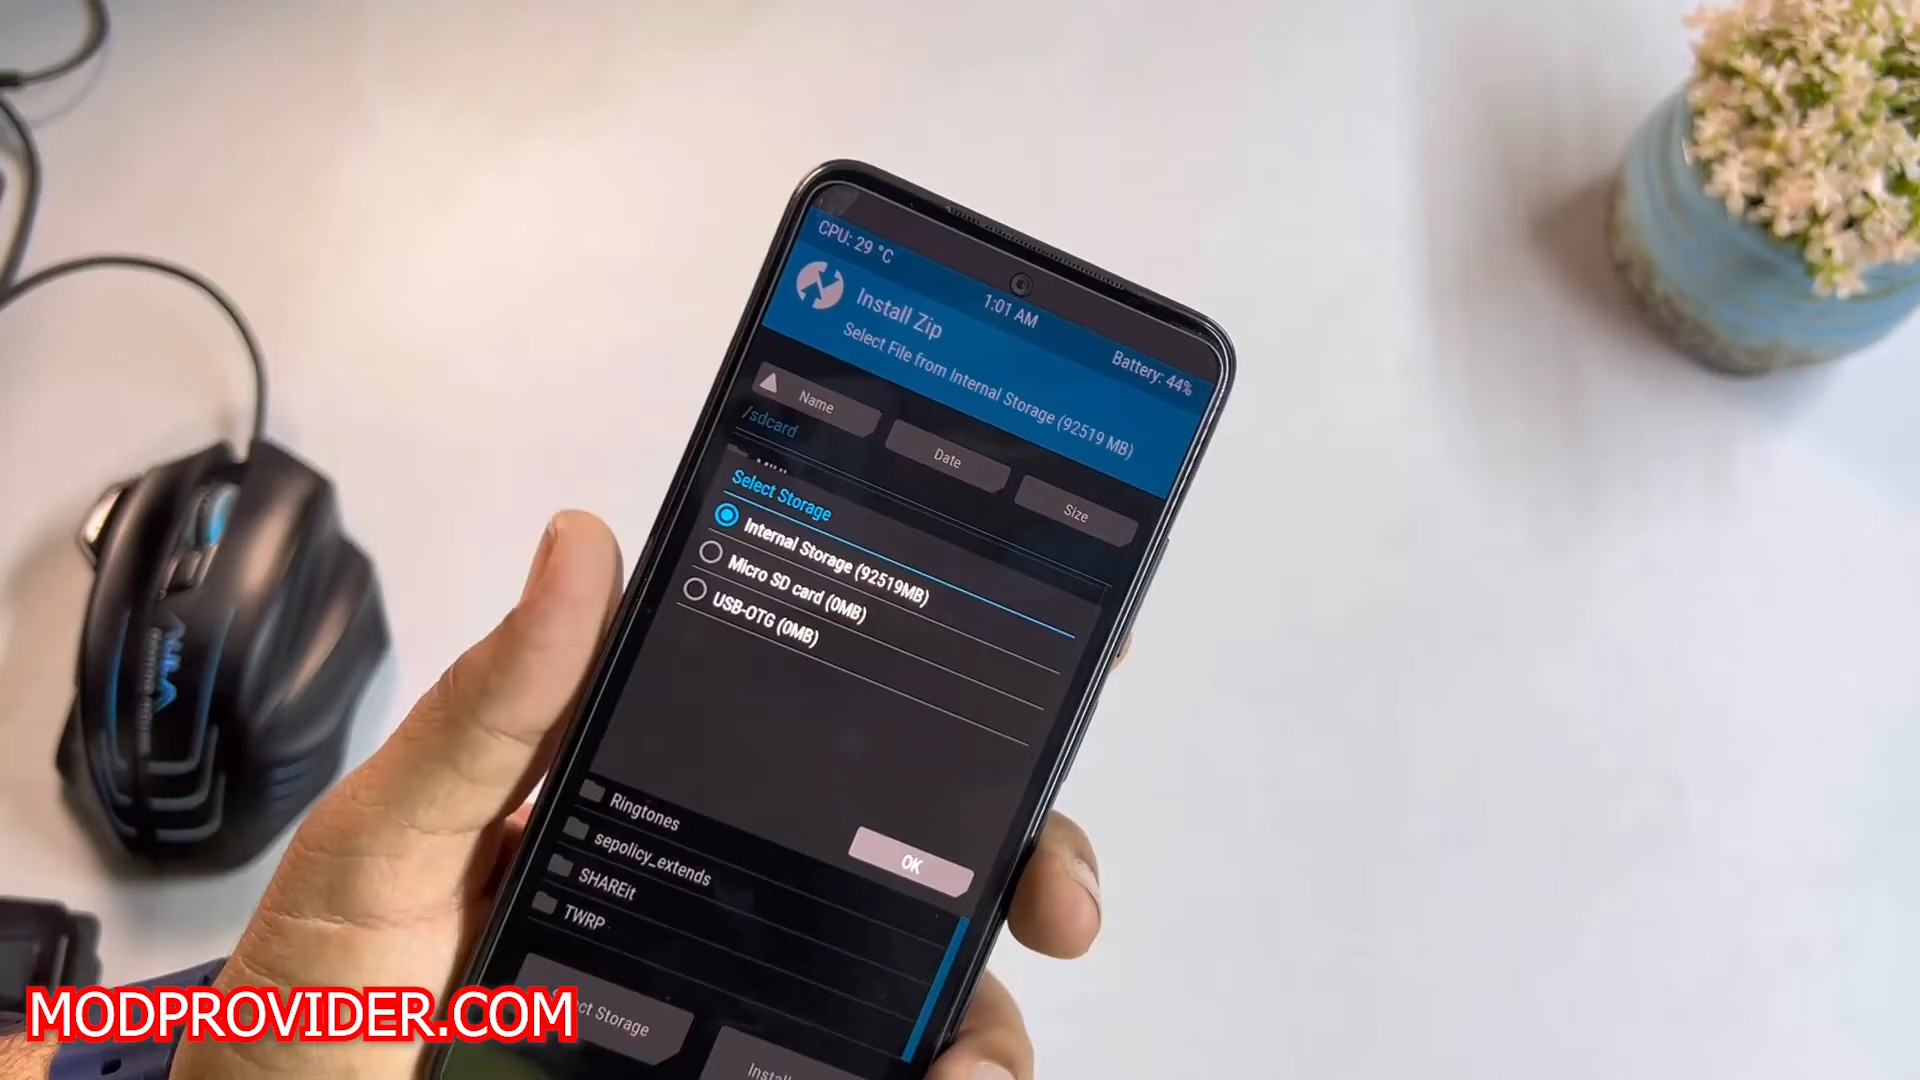 CPU: 29 °C
1:01 AM
Battery: 44%
Install Zip
Select File from Internal Storage (92519 MB)
Name
Date
Size
/sdcard
Select Storage
Internal Storage (92519MB)
Micro SD card (0MB)
USB-OTG (0MB)
OK
Ringtones
sepolicy_extends
SHAREit
TWRP
Storage
MODPROVIDER.COM